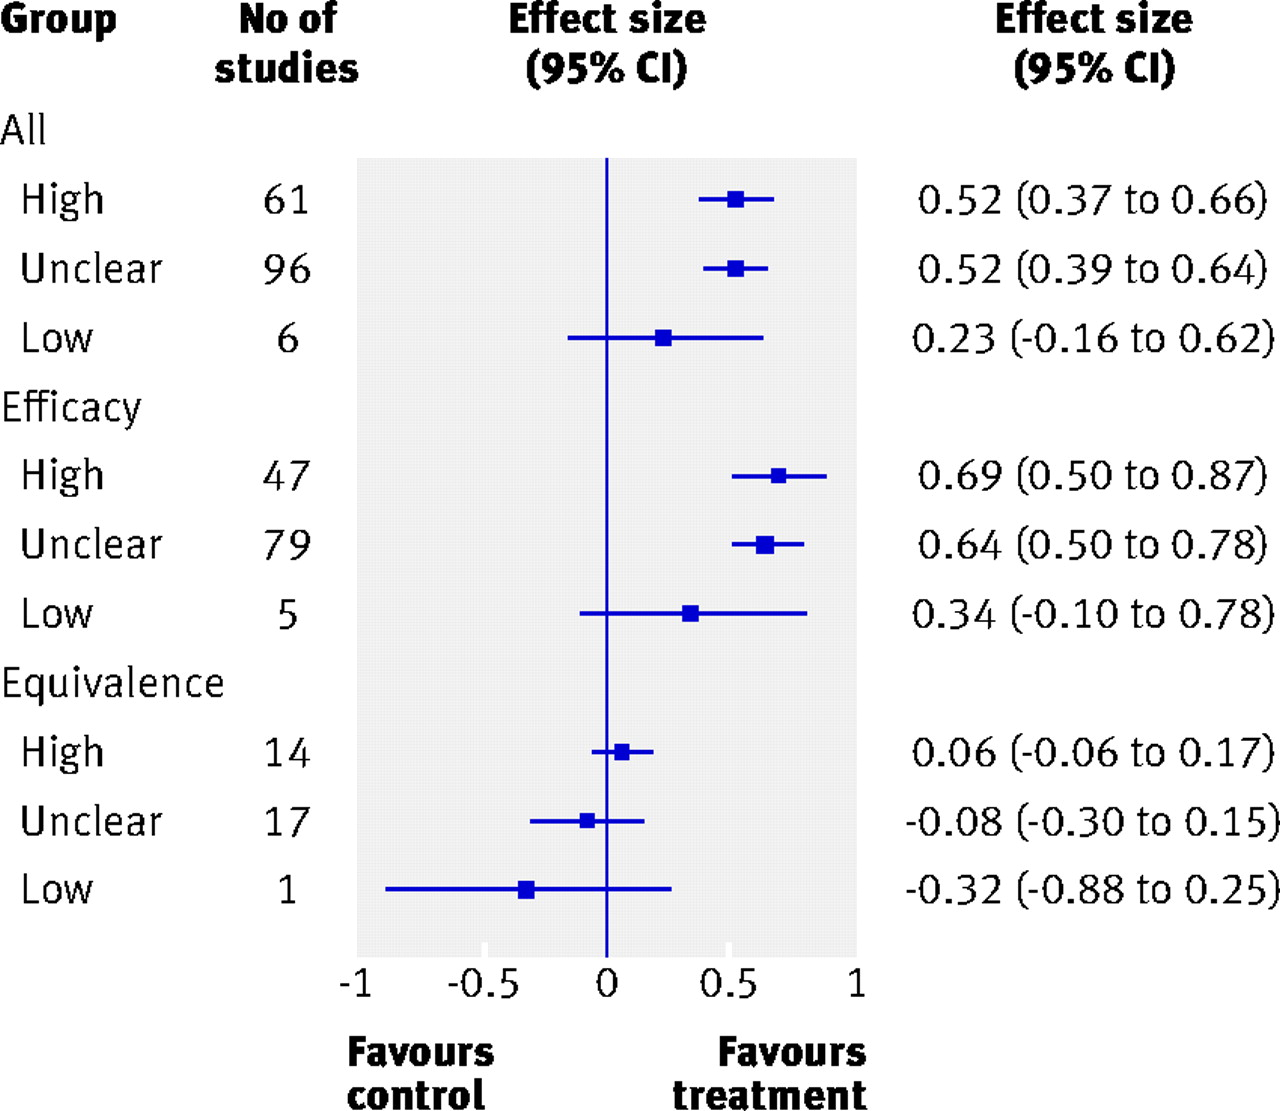 Group No of studies Effect size (95% CI) Effect size (95% CI)
All
High 61 0.52 (0.37 to 0.66)
Unclear 96 0.52 (0.39 to 0.64)
Low 6 0.23 (-0.16 to 0.62)
Efficacy
High 47 0.69 (0.50 to 0.87)
Unclear 79 0.64 (0.50 to 0.78)
Low 5 0.34 (-0.10 to 0.78)
Equivalence
High 14 0.06 (-0.06 to 0.17)
Unclear 17 -0.08 (-0.30 to 0.15)
Low 1 -0.32 (-0.88 to 0.25)
-1 -0.5 0 0.5 1
Favours control Favours treatment